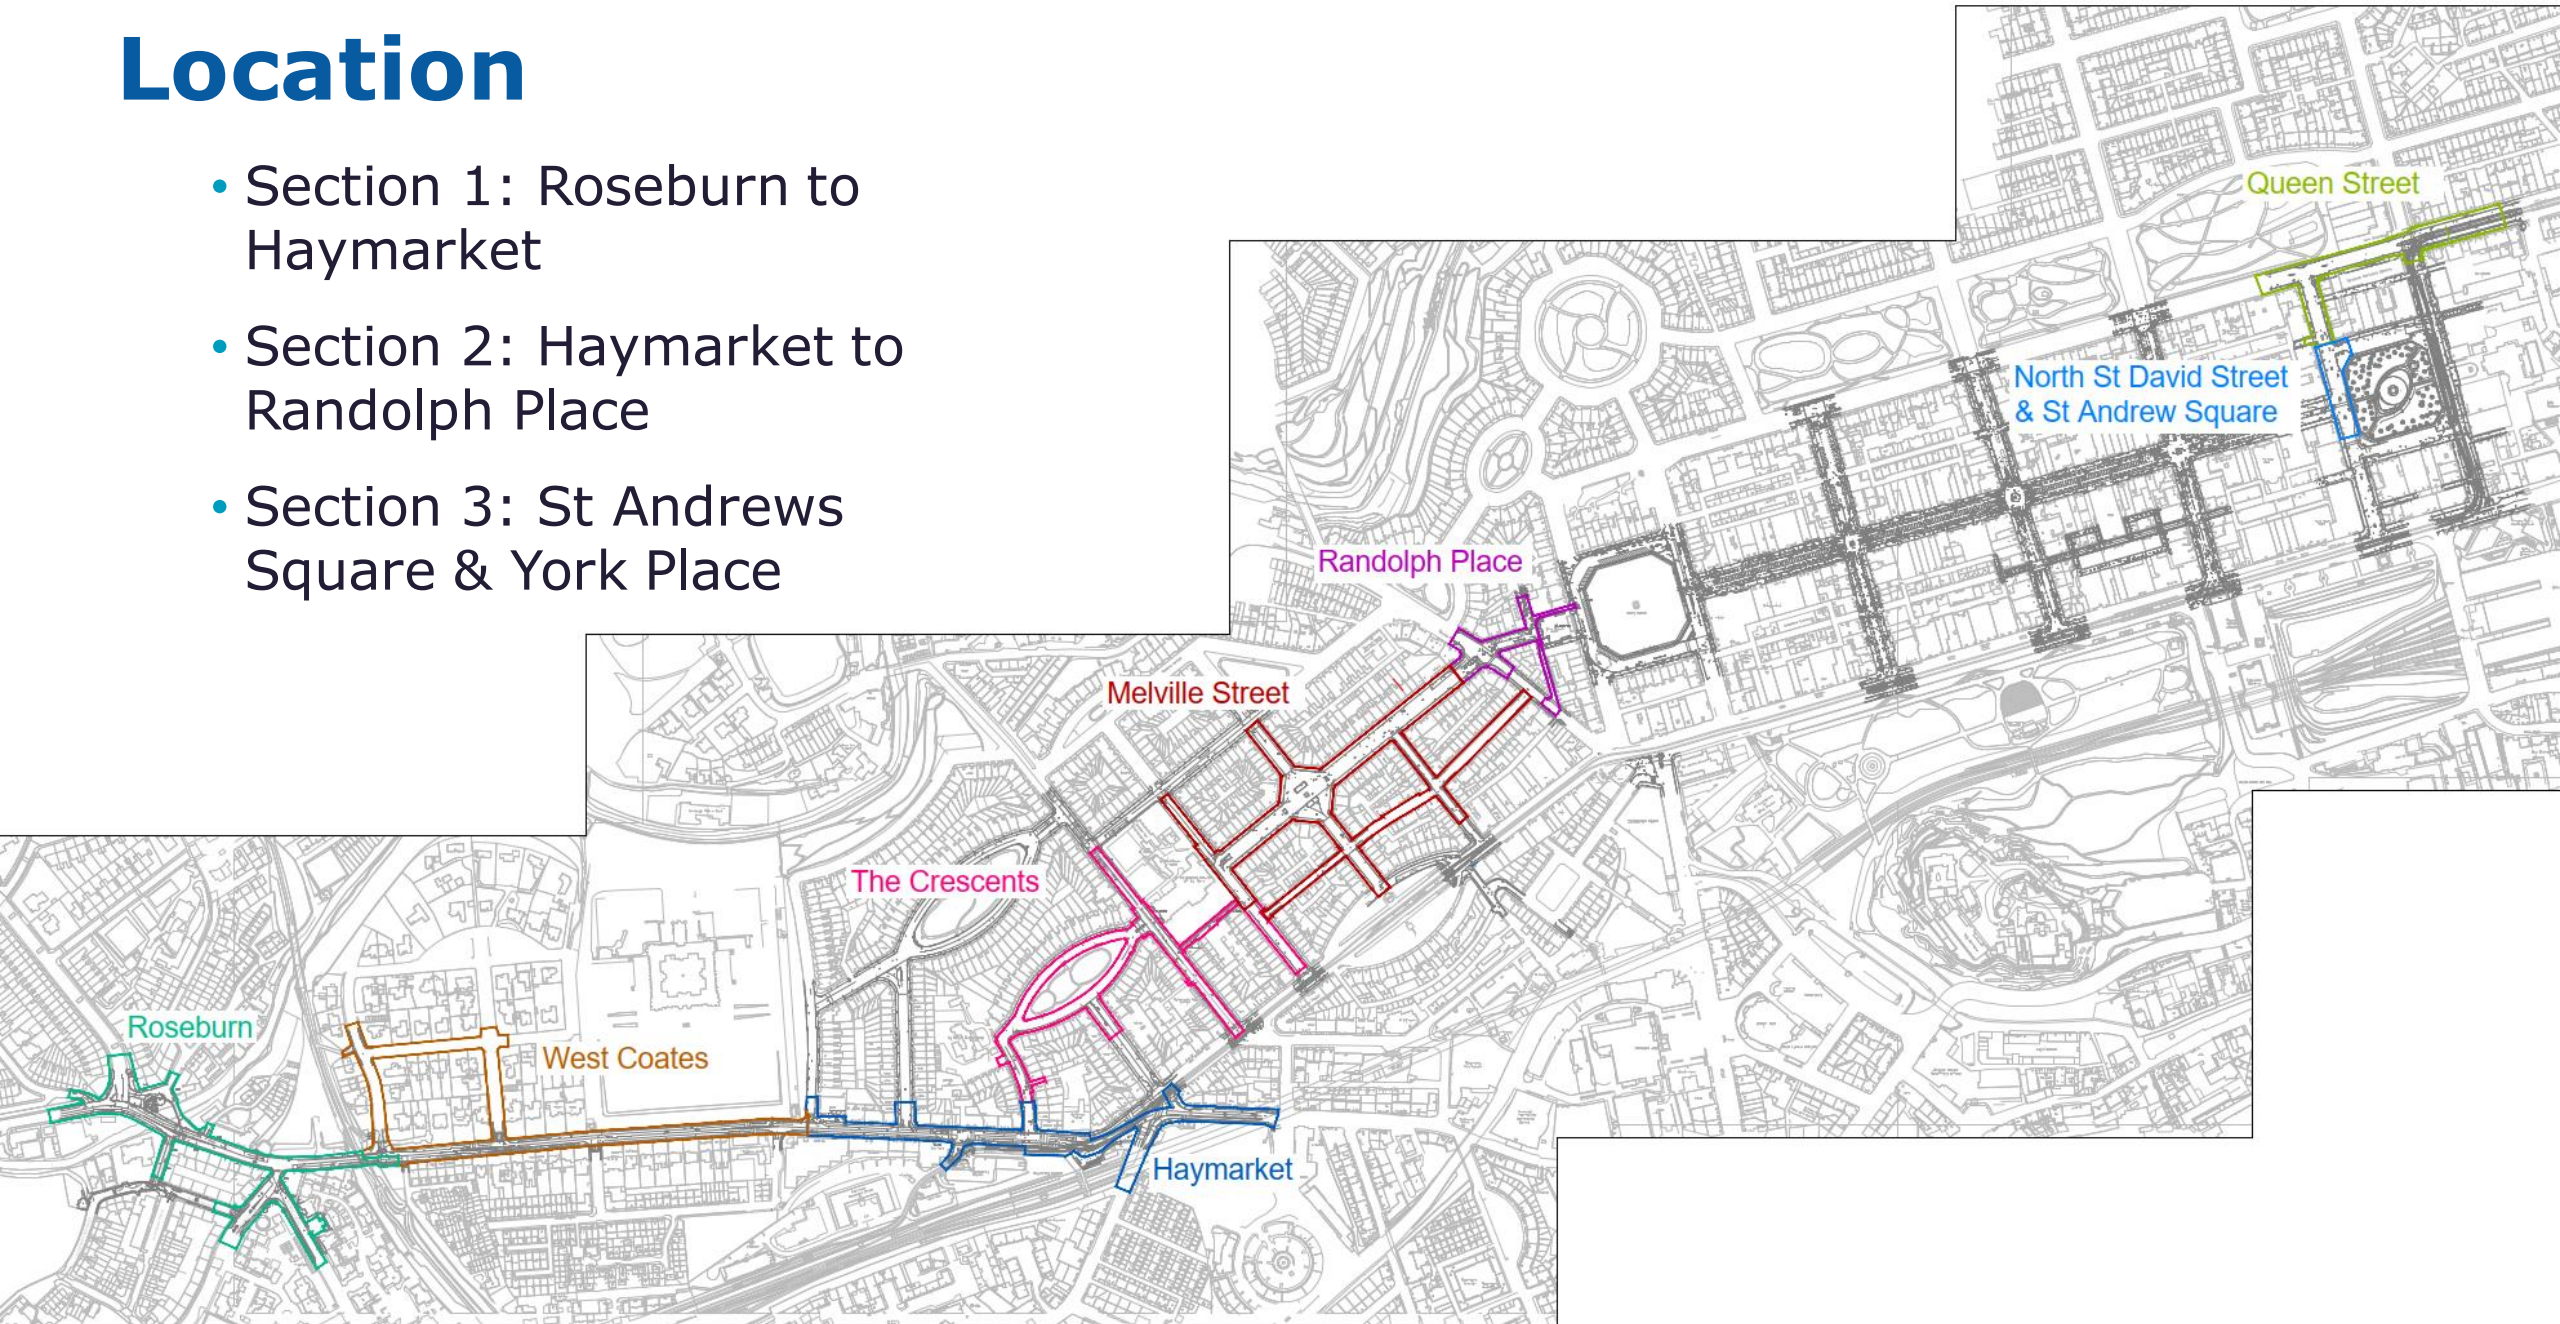 Location
• Section 1: Roseburn to
Haymarket
• Section 2: Haymarket to
Randolph Place
• Section 3: St Andrews
Square & York Place
Queen Street
North St David Street
& St Andrew Square
Randolph Place
Melville Street
The Crescents
Roseburn
West Coates
Haymarket